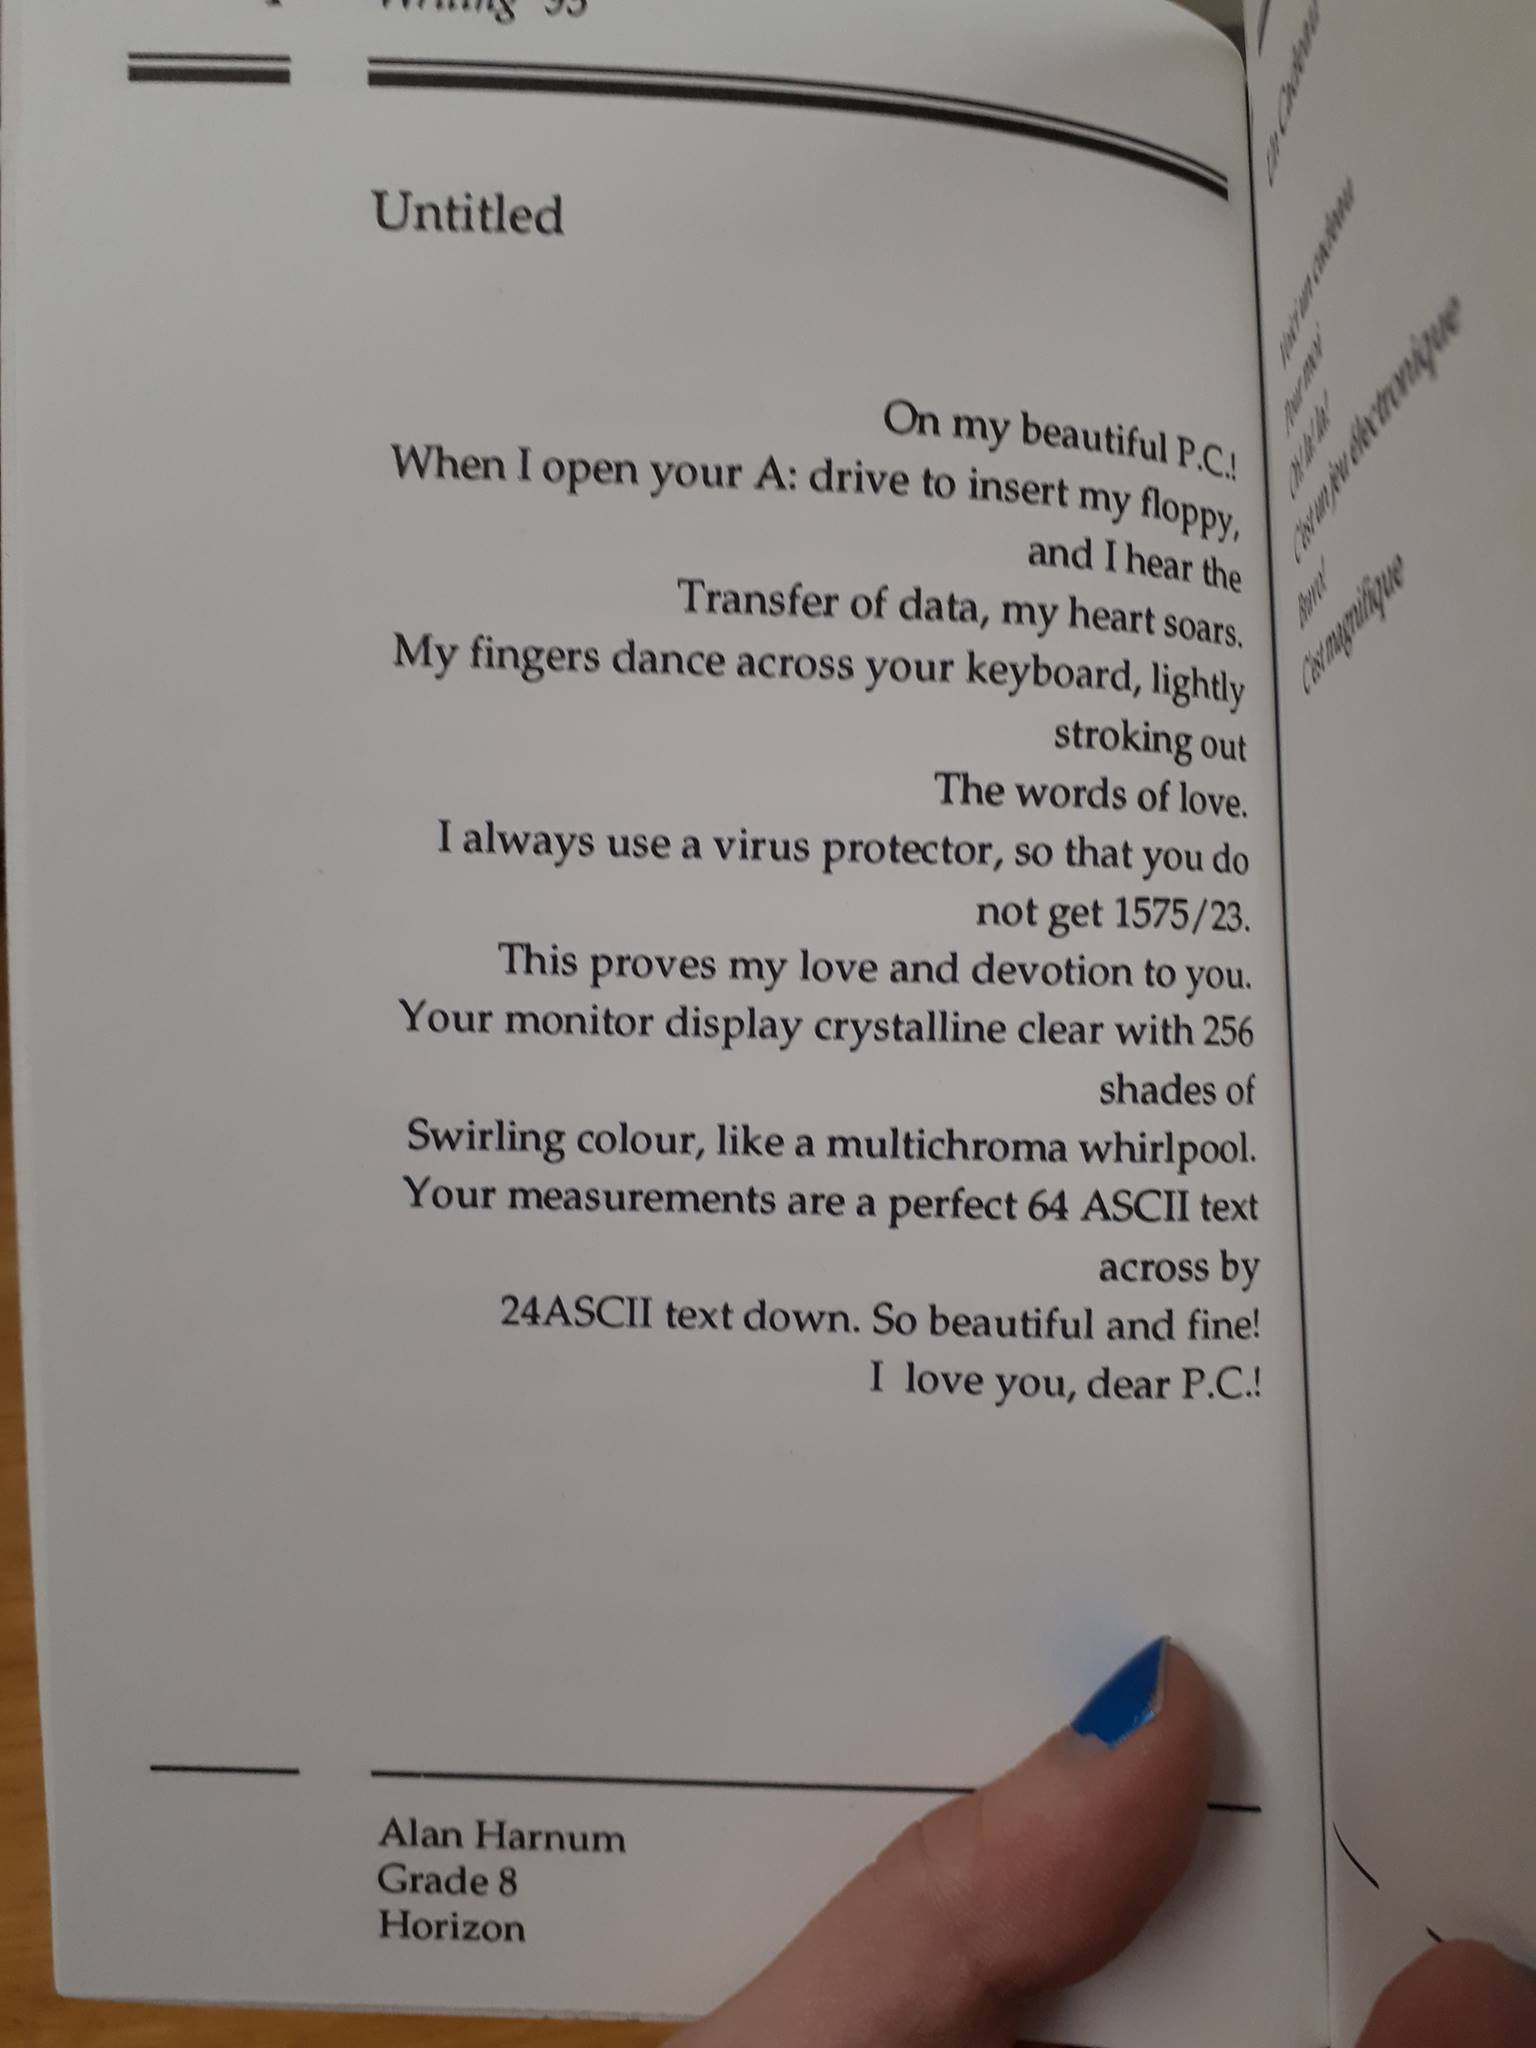 Writing 95
Untitled
On my beautiful P.C.!
When I open your A: drive to insert my floppy,
and I hear the
Transfer of data, my heart soars.
My fingers dance across your keyboard, lightly
stroking out
The words of love.
I always use a virus protector, so that you do
not get 1575/23.
This proves my love and devotion to you.
Your monitor display crystalline clear with 256
shades of
Swirling colour, like a multichroma whirlpool.
Your measurements are a perfect 64 ASCII text
across by
24ASCII text down. So beautiful and fine!
I  love you, dear P.C.!
Alan Harnum
Grade 8
Horizon
Un
Voici un cadeau
Pour moi
Oh! la! la!
C'est un jeu électronique
Bravo!
C'est magnifique